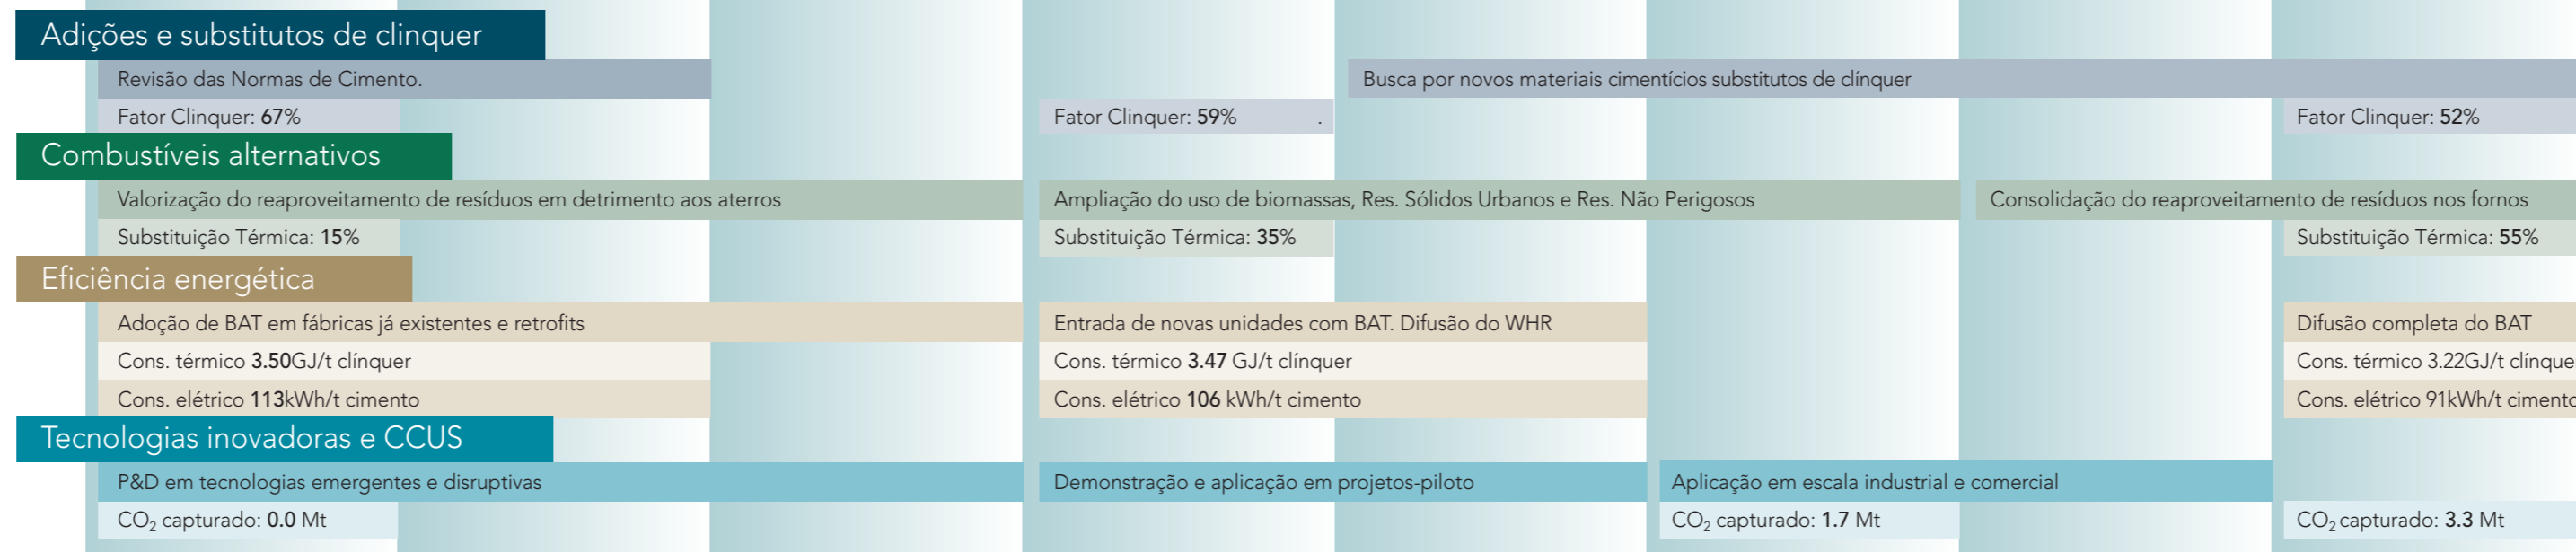 Adições e substitutos de clinquer
Revisão das Normas de Cimento.
Busca por novos materiais cimentícios substitutos de clínquer
Fator Clinquer: 67%
Fator Clinquer: 59% .
Fator Clinquer: 52%
Combustíveis alternativos
Valorização do reaproveitamento de resíduos em detrimento aos aterros
Ampliação do uso de biomassas, Res. Sólidos Urbanos e Res. Não Perigosos
Consolidação do reaproveitamento de resíduos nos fornos
Substituição Térmica: 15%
Substituição Térmica: 35%
Substituição Térmica: 55%
Eficiência energética
Adoção de BAT em fábricas já existentes e retrofits
Entrada de novas unidades com BAT. Difusão do WHR
Difusão completa do BAT
Cons. térmico 3.50GJ/t clínquer
Cons. térmico 3.47 GJ/t clínquer
Cons. térmico 3.22GJ/t clínque
Cons. elétrico 113kWh/t cimento
Cons. elétrico 106 kWh/t cimento
Cons. elétrico 91kWh/t cimento
Tecnologias inovadoras e CCUS
P&D em tecnologias emergentes e disruptivas
Demonstração e aplicação em projetos-piloto
Aplicação em escala industrial e comercial
CO₂ capturado: 0.0 Mt
CO₂ capturado: 1.7 Mt
CO₂ capturado: 3.3 Mt